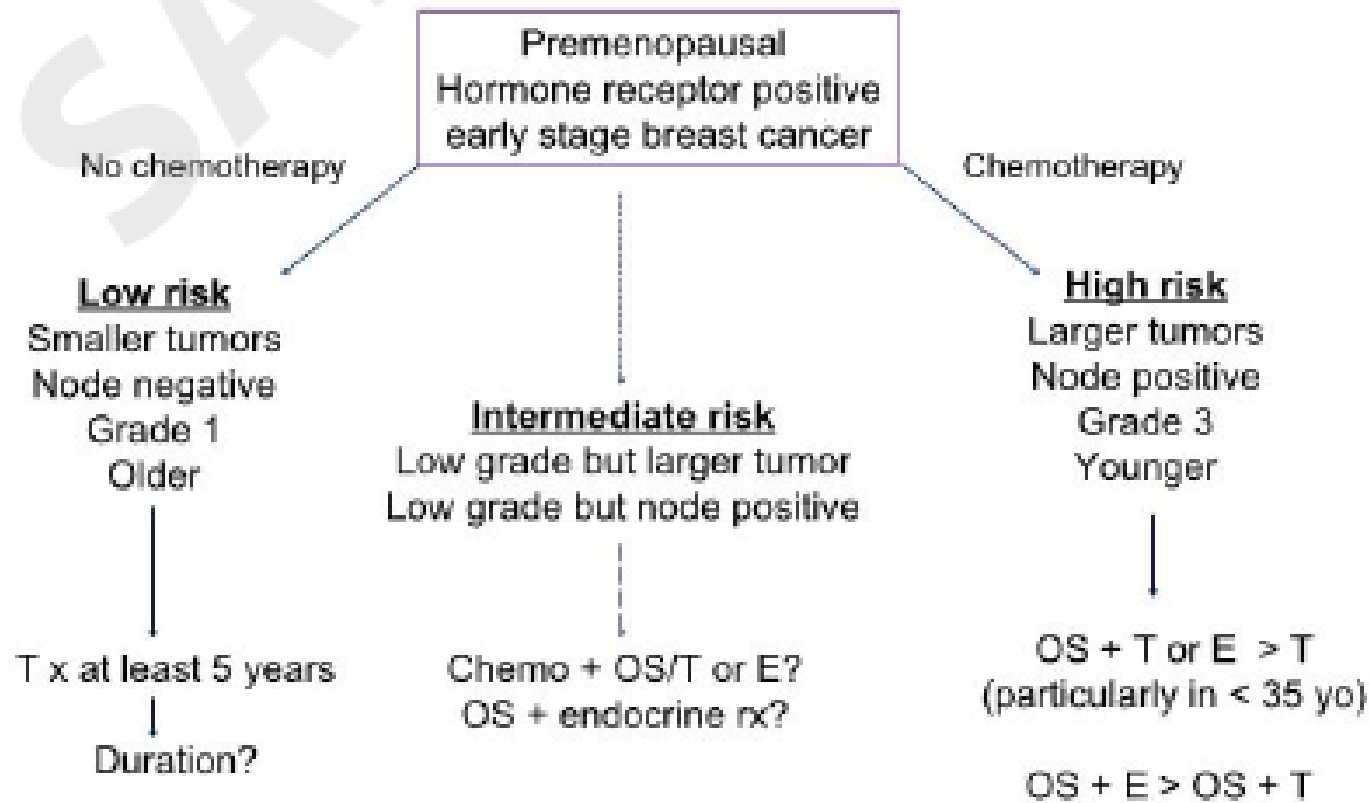 Premenopausal
Hormone receptor positive
early stage breast cancer
No chemotherapy
Chemotherapy
Low risk
Smaller tumors
Node negative
Grade 1
Older
T x at least 5 years
Duration?
Intermediate risk
Low grade but larger tumor
Low grade but node positive
Chemo + OS/T or E?
OS + endocrine rx?
High risk
Larger tumors
Node positive
Grade 3
Younger
OS + T or E > T
(particularly in < 35 yo)
OS + E > OS + T